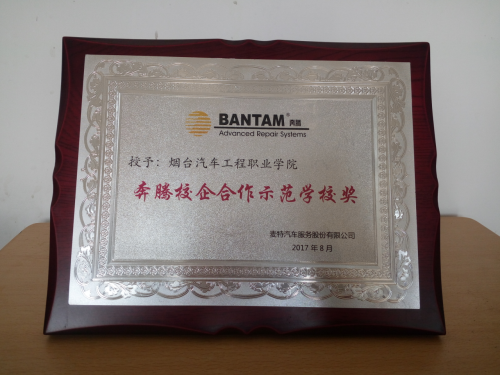 BANTAM® 奔腾
Advanced Repair Systems
授予：烟台汽车工程职业学院
奔腾校企合作示范学校奖
麦特汽车服务股份有限公司
2017年8月